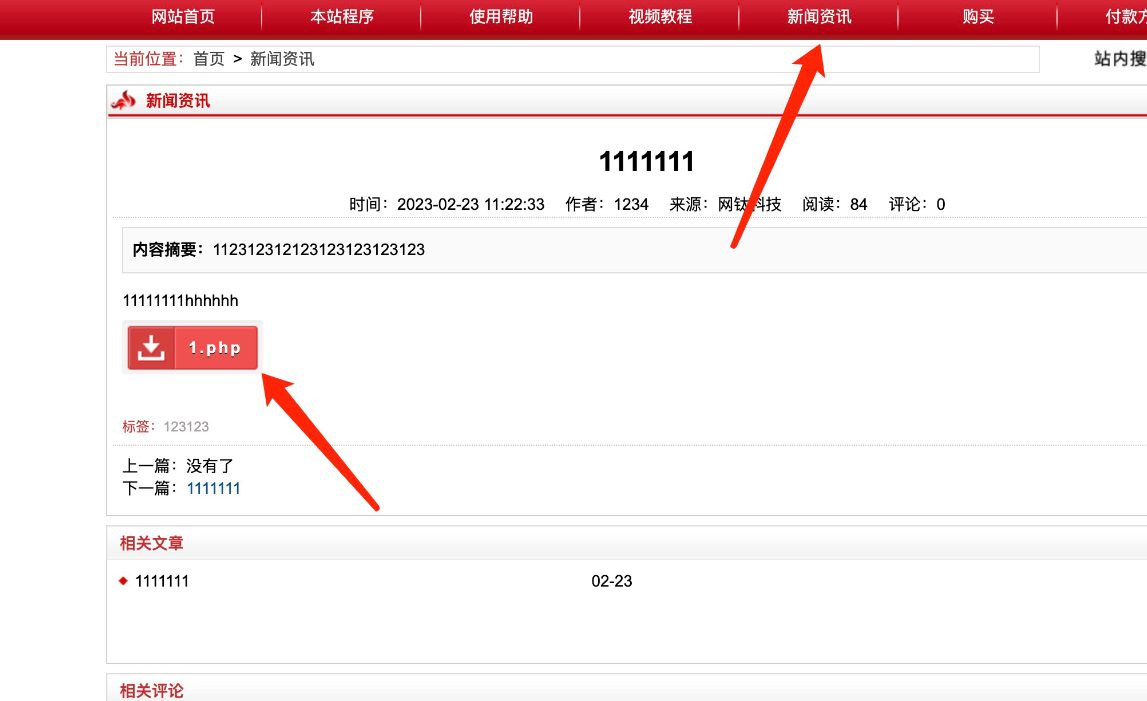 网站首页 本站程序 使用帮助 视频教程 新闻资讯 购买 付款方
当前位置：首页 > 新闻资讯 站内搜
新闻资讯
1111111
时间：2023-02-23 11:22:33 作者：1234 来源：网钛科技 阅读：84 评论：0
内容摘要：112312312123123123123123
11111111hhhhhh
1.php
标签：123123
上一篇：没有了
下一篇：1111111
相关文章
1111111 02-23
相关评论